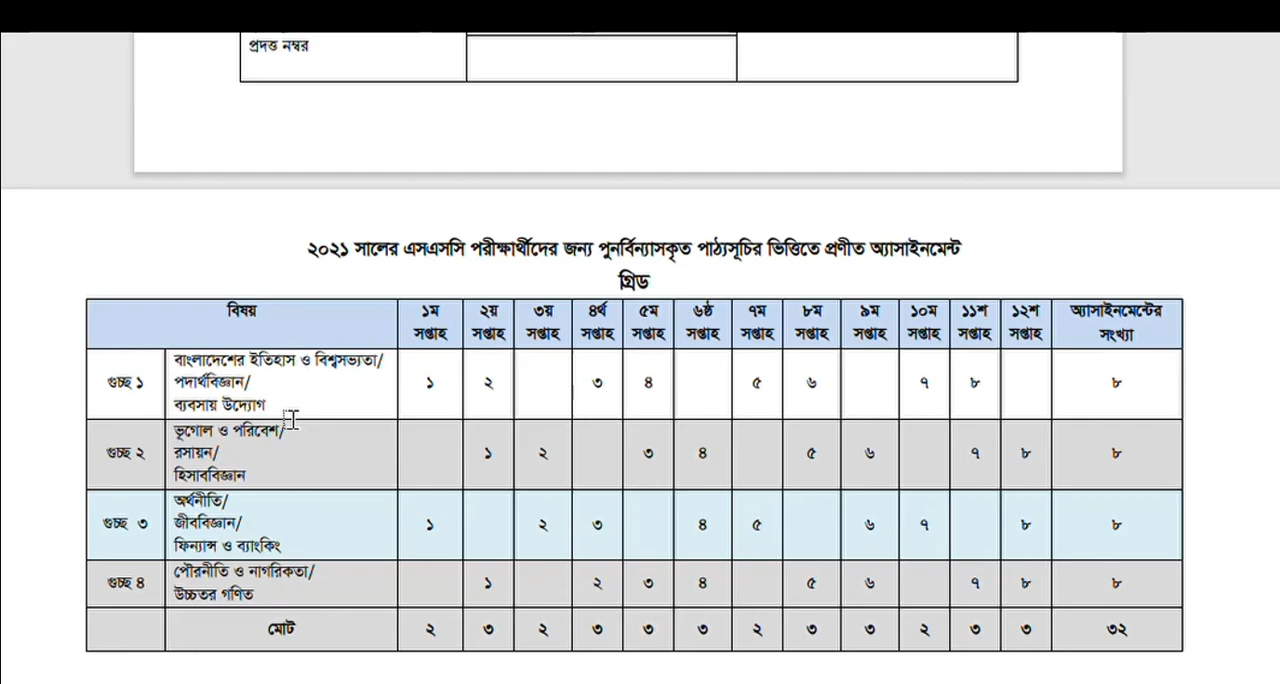 প্রদত্ত নম্বর
২০২১ সালের এসএসসি পরীক্ষার্থীদের জন্য পুনর্বিন্যাসকৃত পাঠ্যসূচির ভিত্তিতে প্রণীত অ্যাসাইনমেন্ট
গ্রিড
বিষয় ১ম সপ্তাহ ২য় সপ্তাহ ৩য় সপ্তাহ ৪র্থ সপ্তাহ ৫ম সপ্তাহ ৬ষ্ঠ সপ্তাহ ৭ম সপ্তাহ ৮ম সপ্তাহ ৯ম সপ্তাহ ১০ম সপ্তাহ ১১শ সপ্তাহ ১২শ সপ্তাহ অ্যাসাইনমেন্টের সংখ্যা
বাংলাদেশের ইতিহাস ও বিশ্বসভ্যতা/
গুচ্ছ ১ পদার্থবিজ্ঞান/ ১ ২ ৩ ৪ ৫ ৬ ৭ ৮ ৮
ব্যবসায় উদ্যোগ
ভূগোল ও পরিবেশ/
গুচ্ছ ২ রসায়ন/ ১ ২ ৩ ৪ ৫ ৬ ৭ ৮ ৮
হিসাববিজ্ঞান
অর্থনীতি/
গুচ্ছ ৩ জীববিজ্ঞান/ ১ ২ ৩ ৪ ৫ ৬ ৭ ৮ ৮
ফিন্যান্স ও ব্যাংকিং
পৌরনীতি ও নাগরিকতা/
গুচ্ছ ৪ উচ্চতর গণিত ১ ২ ৩ ৪ ৫ ৬ ৭ ৮ ৮
মোট ২ ৩ ২ ৩ ৩ ৩ ২ ৩ ৩ ২ ৩ ৩ ৩২